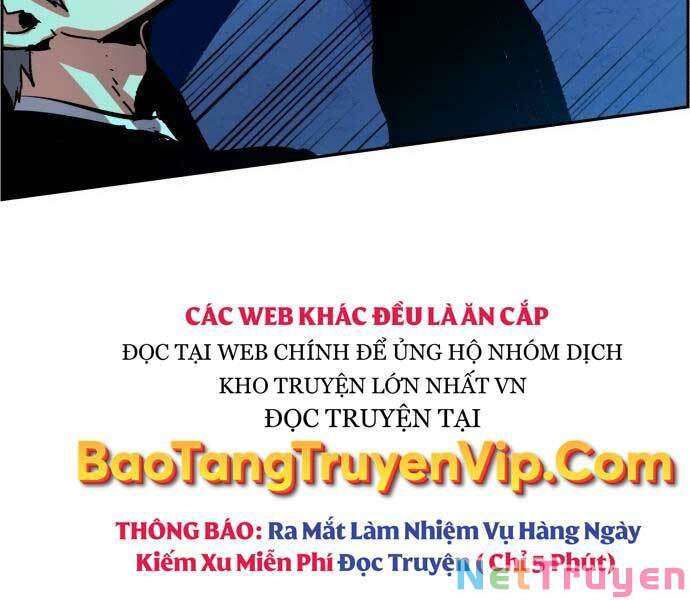 CÁC WEB KHÁC ĐỀU LÀ ĂN CẮP
ĐỌC TẠI WEB CHÍNH ĐỂ ỦNG HỘ NHÓM DỊCH
KHO TRUYỆN LỚN NHẤT VN
ĐỌC TRUYỆN TẠI
BaoTangTruyenVip.Com
THÔNG BÁO: Ra Mắt Làm Nhiệm Vụ Hàng Ngày
Kiếm Xu Miễn Phí Đọc Truyện ( Chỉ 5 Phút)
NetTruyen